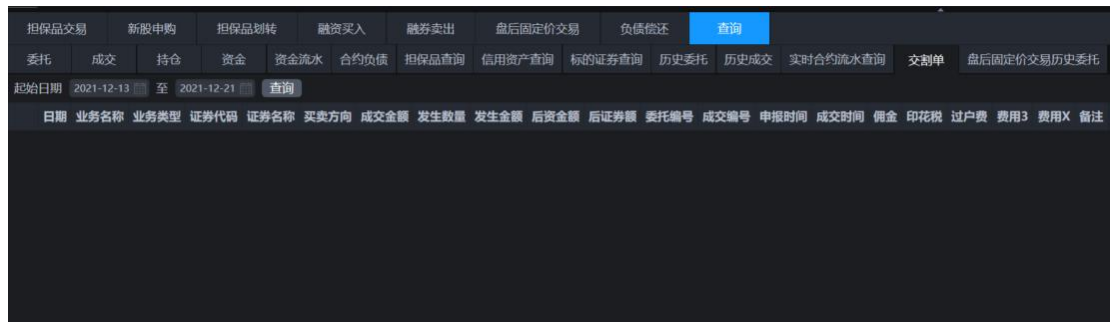 担保品交易 新股申购 担保品划转 融资买入 融券卖出 盘后固定价交易 负债偿还 查询
委托 成交 持仓 资金 资金流水 合约负债 担保品查询 信用资产查询 标的证券查询 历史委托 历史成交 实时合约流水查询 交割单 盘后固定价交易历史委托
起始日期 2021-12-13 至 2021-12-21 查询
日期 业务名称 业务类型 证券代码 证券名称 买卖方向 成交金额 发生数量 发生金额 后资金额 后证券额 委托编号 成交编号 申报时间 成交时间 佣金 印花税 过户费 费用3 费用X 备注